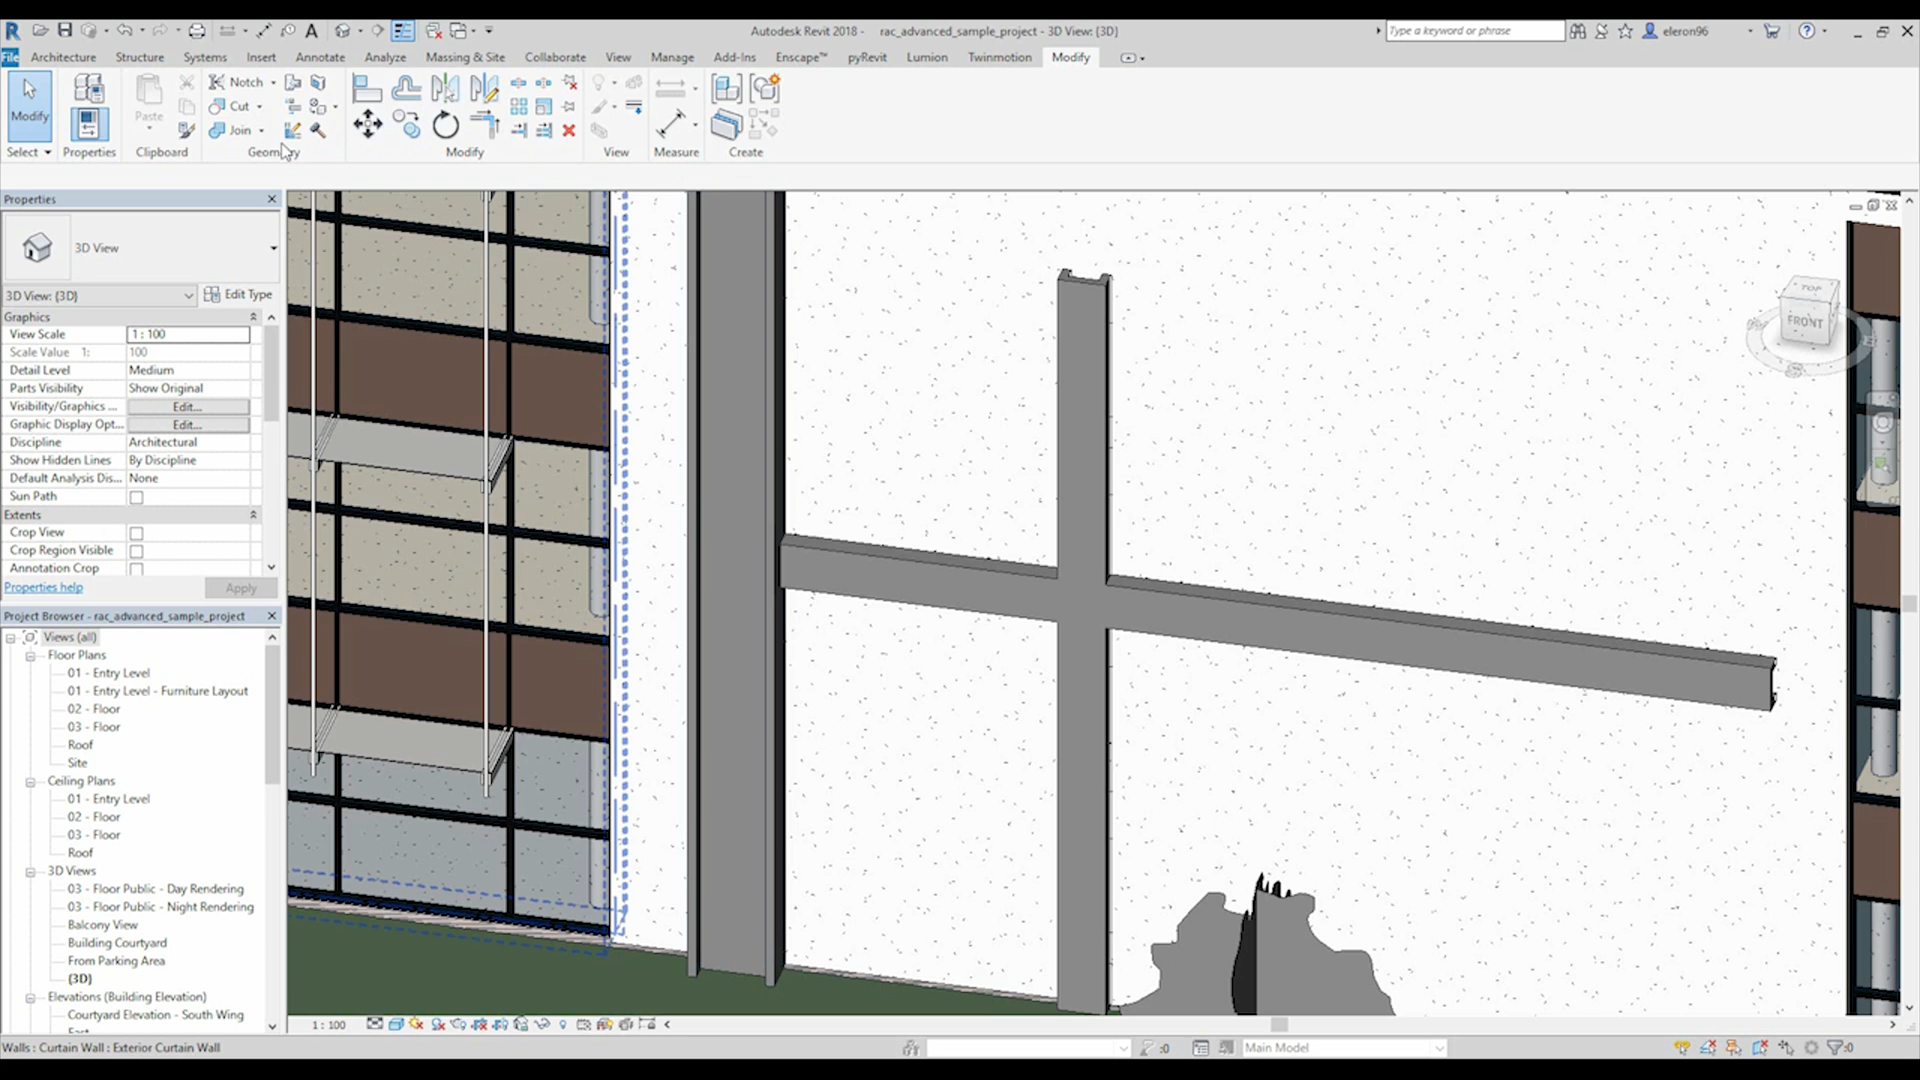 Autodesk Revit 2018 - rac_advanced_sample_project - 3D View: {3D}
Type a keyword or phrase
eleron96
File Architecture Structure Systems Insert Annotate Analyze Massing & Site Collaborate View Manage Add-Ins Enscape™ pyRevit Lumion Twinmotion Modify
Modify
Paste
Notch
Cut
Join
Select Properties Clipboard Geometry Modify View Measure Create
Properties
3D View
3D View: {3D}
Edit Type
Graphics
View Scale 1 : 100
Scale Value 1: 100
Detail Level Medium
Parts Visibility Show Original
Visibility/Graphics ... Edit...
Graphic Display Opt... Edit...
Discipline Architectural
Show Hidden Lines By Discipline
Default Analysis Dis... None
Sun Path
Extents
Crop View
Crop Region Visible
Annotation Crop
Properties help
Apply
Project Browser - rac_advanced_sample_project
Views (all)
Floor Plans
01 - Entry Level
01 - Entry Level - Furniture Layout
02 - Floor
03 - Floor
Roof
Site
Ceiling Plans
01 - Entry Level
02 - Floor
03 - Floor
Roof
3D Views
03 - Floor Public - Day Rendering
03 - Floor Public - Night Rendering
Balcony View
Building Courtyard
From Parking Area
{3D}
Elevations (Building Elevation)
Courtyard Elevation - South Wing
East
TOP
FRONT
1 : 100
Walls : Curtain Wall : Exterior Curtain Wall
:0
Main Model
:0